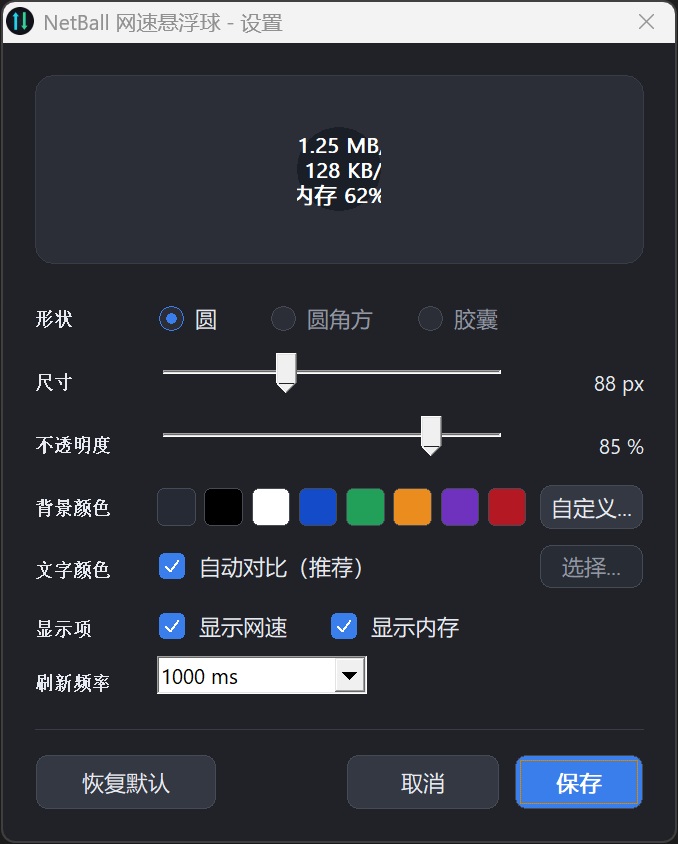 NetBall 网速悬浮球 - 设置
1.25 MB/
128 KB/
内存 62%
形状 圆 圆角方 胶囊
尺寸 88 px
不透明度 85 %
背景颜色 自定义...
文字颜色 自动对比（推荐） 选择...
显示项 显示网速 显示内存
刷新频率 1000 ms
恢复默认 取消 保存